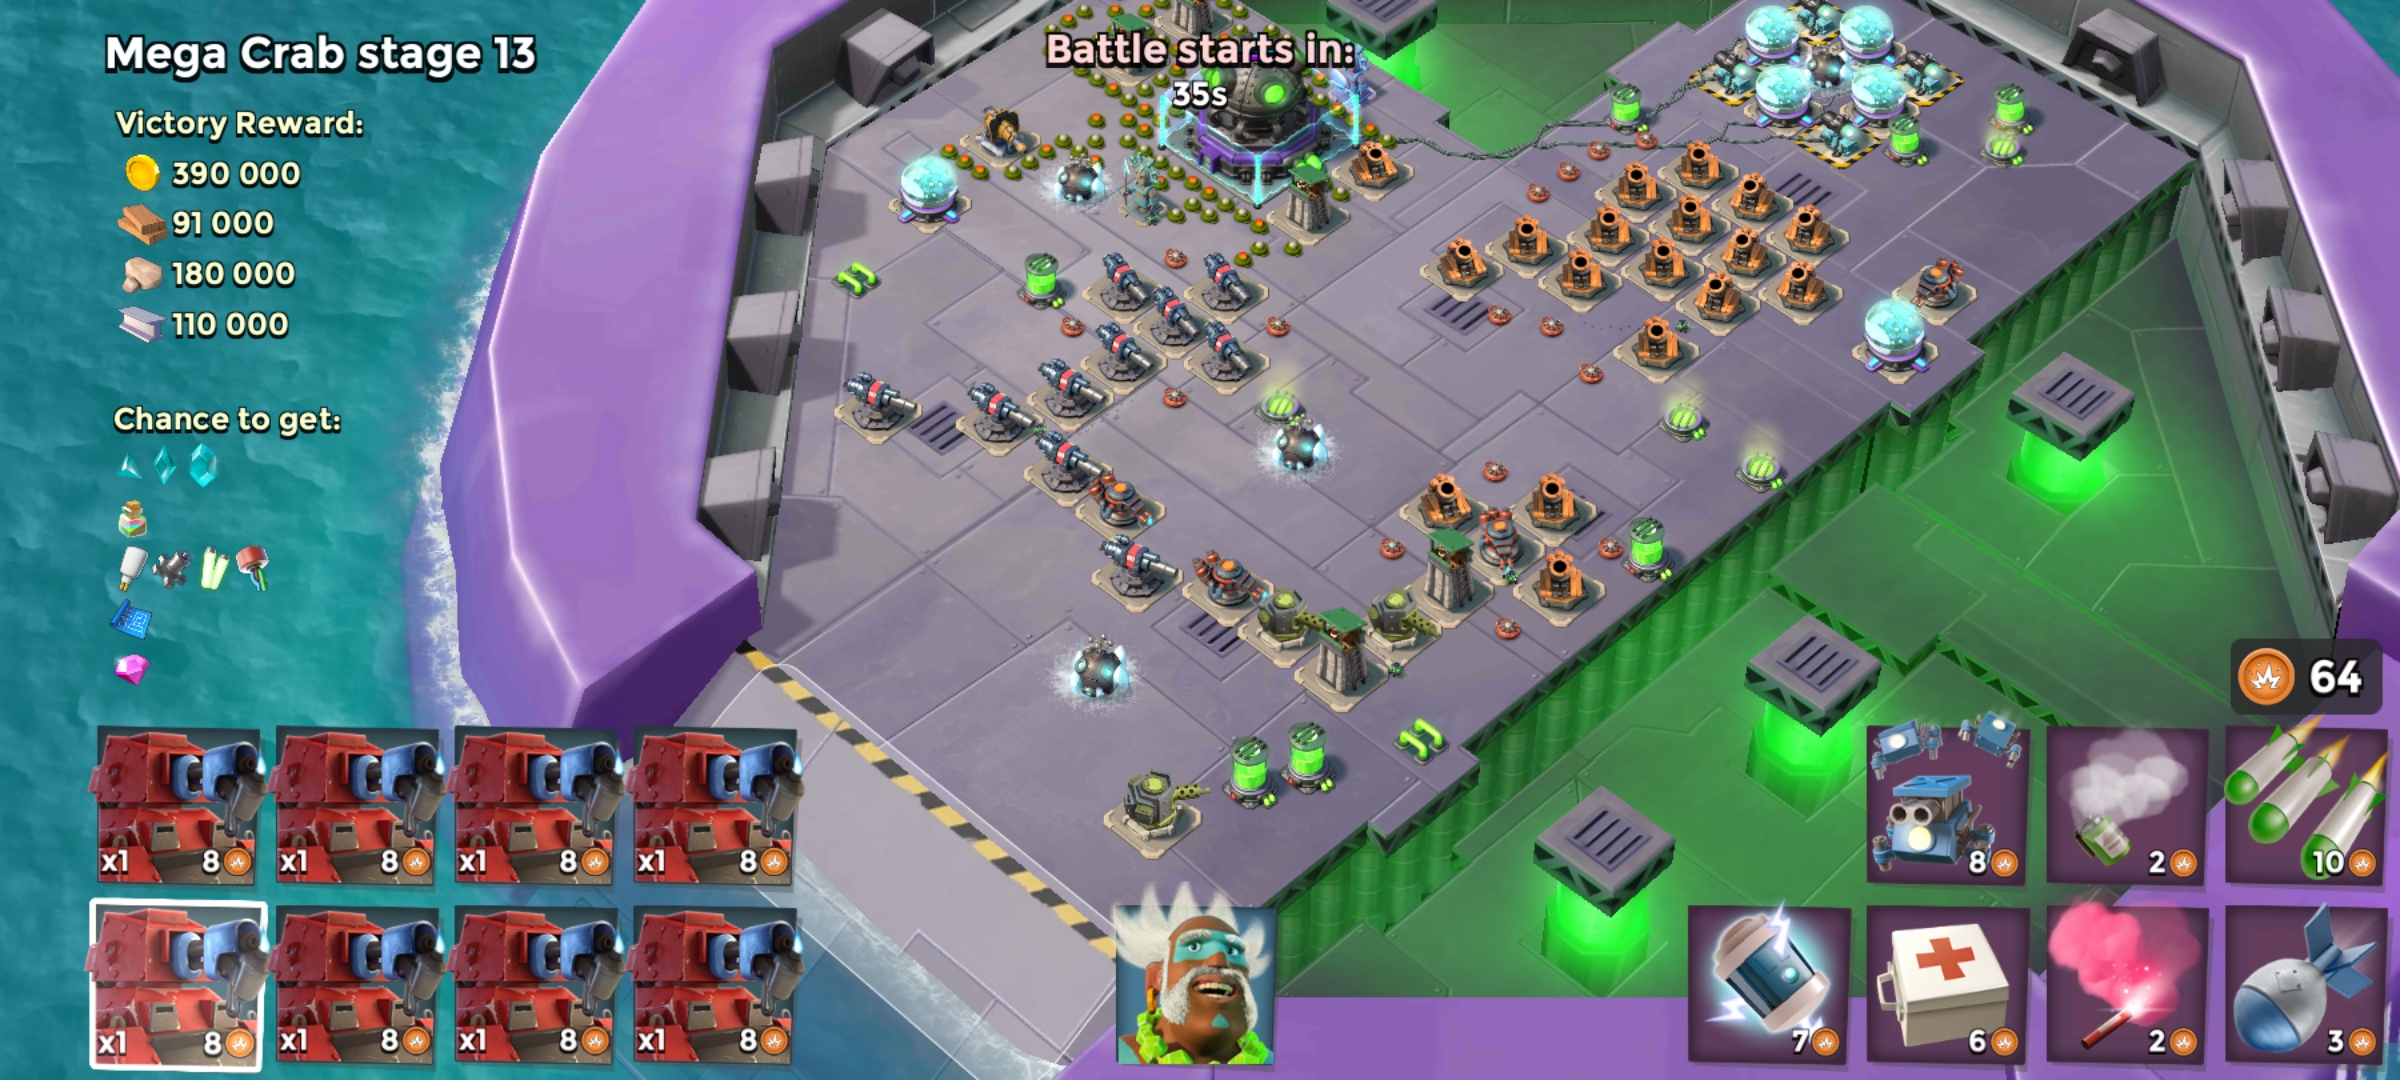 Mega Crab stage 13
Battle starts in:
35s
Victory Reward:
390 000
91 000
180 000
110 000
Chance to get:
64
x1 8
x1 8
x1 8
x1 8
8
2
10
x1 8
x1 8
x1 8
x1 8
7
6
2
3